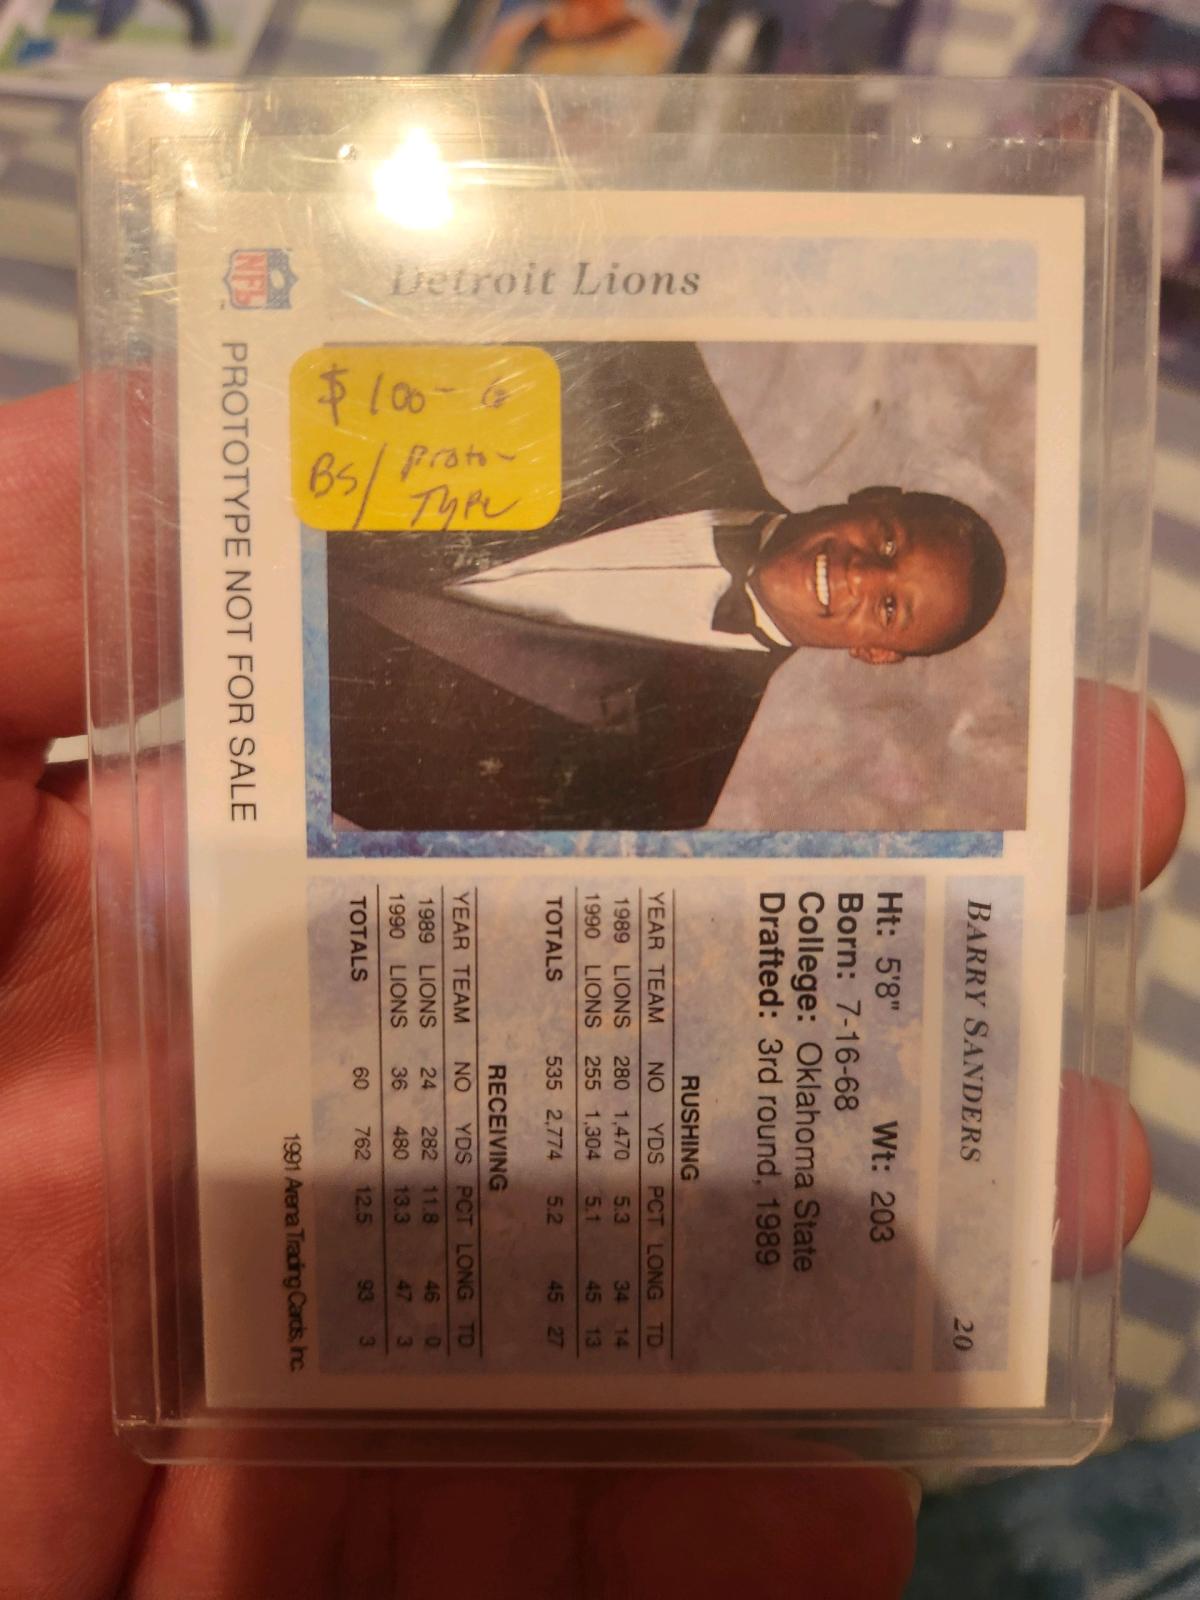 Detroit Lions
$100-
BS/ Proto-
Type
BARRY SANDERS 20
Ht: 5'8" Wt: 203
Born: 7-16-68
College: Oklahoma State
Drafted: 3rd round, 1989
RUSHING
YEAR TEAM NO YDS PCT LONG TD
1989 LIONS 280 1,470 5.3 34 14
1990 LIONS 255 1,304 5.1 45 13
TOTALS 535 2,774 5.2 45 27
RECEIVING
YEAR TEAM NO YDS PCT LONG TD
1989 LIONS 24 282 11.8 46 0
1990 LIONS 36 480 13.3 47 3
TOTALS 60 762 12.5 93 3
1991 Arena Trading Cards, Inc.
NFL
PROTOTYPE NOT FOR SALE